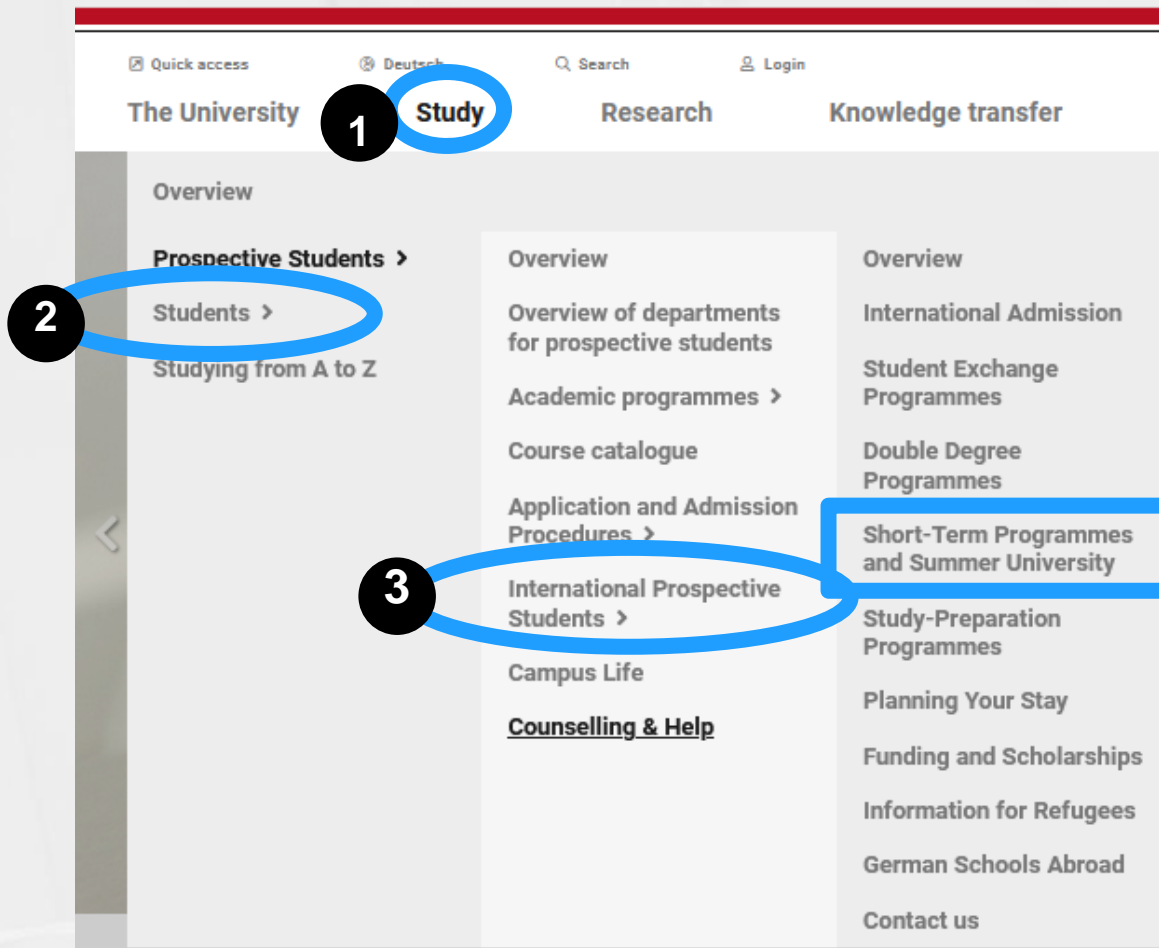 Quick access
Deutsch
Search
Login
The University
1
Study
Research
Knowledge transfer
Overview
Prospective Students >
2
Students >
Studying from A to Z
Overview
Overview of departments
for prospective students
Academic programmes >
Course catalogue
Application and Admission
Procedures >
3
International Prospective
Students >
Campus Life
Counselling & Help
Overview
International Admission
Student Exchange
Programmes
Double Degree
Programmes
Short-Term Programmes
and Summer University
Study-Preparation
Programmes
Planning Your Stay
Funding and Scholarships
Information for Refugees
German Schools Abroad
Contact us